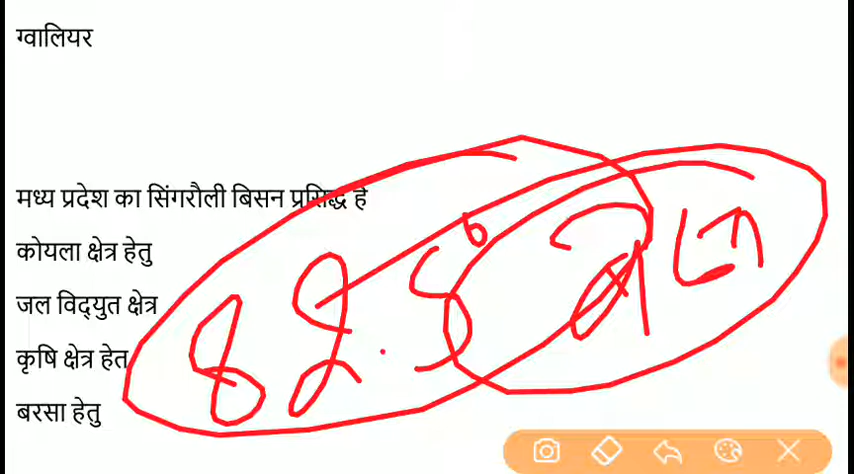 ग्वालियर
मध्य प्रदेश का सिंगरौली बिसन प्रसिद्ध है
कोयला क्षेत्र हेतु
जल विद्युत क्षेत्र
कृषि क्षेत्र हेत
बरसा हेतु
82.5°